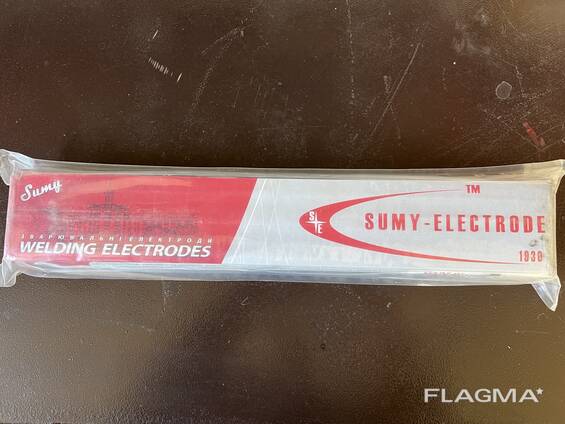 Sumy
ЗВАРЮВАЛЬНІ ЕЛЕКТРОДИ
WELDING ELECTRODES
TM
S
E
SUMY-ELECTRODE
1930
FLAGMA*